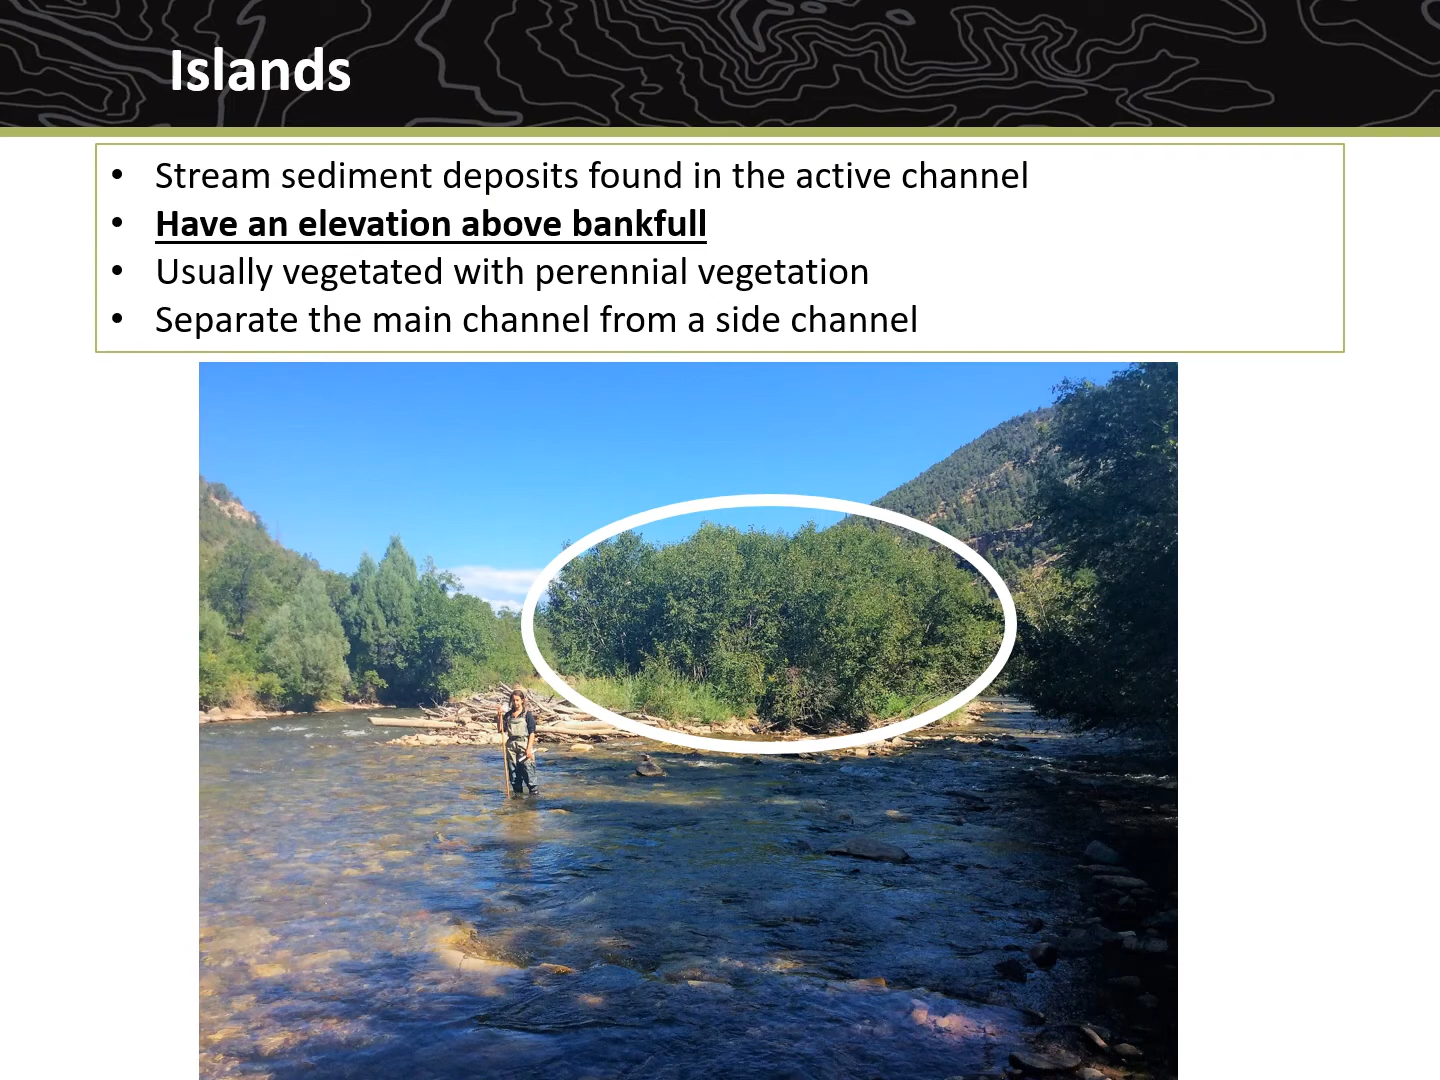 Islands
• Stream sediment deposits found in the active channel
• Have an elevation above bankfull
• Usually vegetated with perennial vegetation
• Separate the main channel from a side channel